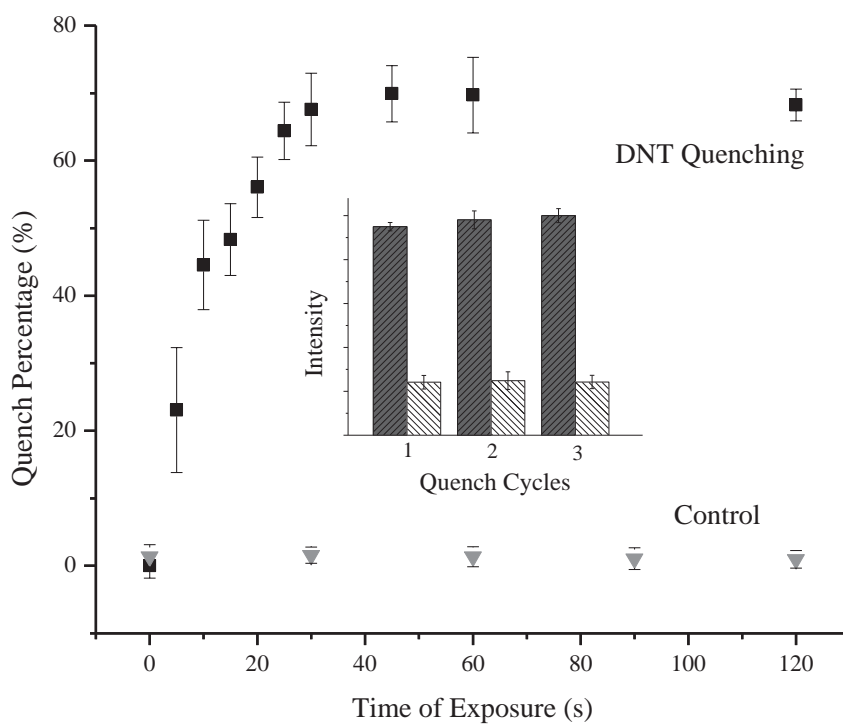 80
60
40
20
0
Quench Percentage (%)
DNT Quenching
Intensity
1 2 3
Quench Cycles
Control
0 20 40 60 80 100 120
Time of Exposure (s)